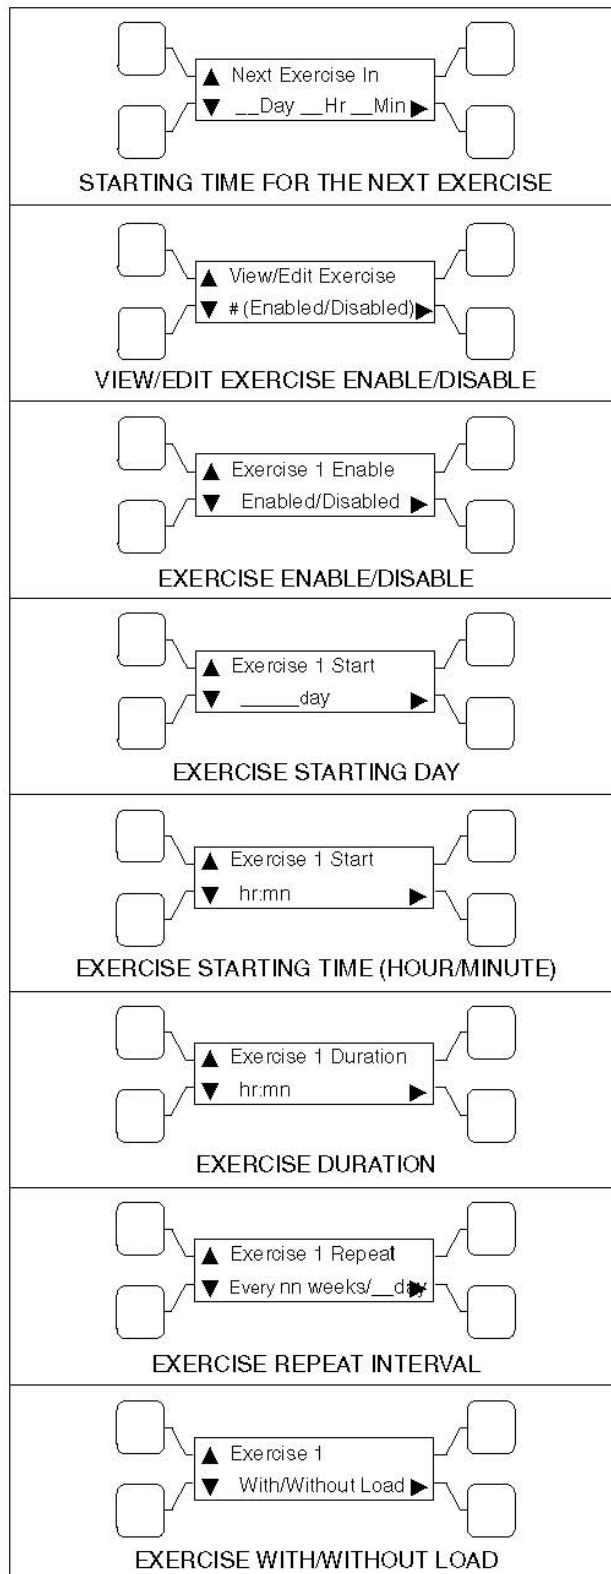 ▲ Next Exercise In
▼ __Day __Hr __Min ▶
STARTING TIME FOR THE NEXT EXERCISE
▲ View/Edit Exercise
▼ # (Enabled/Disabled) ▶
VIEW/EDIT EXERCISE ENABLE/DISABLE
▲ Exercise 1 Enable
▼ Enabled/Disabled ▶
EXERCISE ENABLE/DISABLE
▲ Exercise 1 Start
▼ ______day ▶
EXERCISE STARTING DAY
▲ Exercise 1 Start
▼ hr:mn ▶
EXERCISE STARTING TIME (HOUR/MINUTE)
▲ Exercise 1 Duration
▼ hr:mn ▶
EXERCISE DURATION
▲ Exercise 1 Repeat
▼ Every nn weeks/__day ▶
EXERCISE REPEAT INTERVAL
▲ Exercise 1
▼ With/Without Load ▶
EXERCISE WITH/WITHOUT LOAD